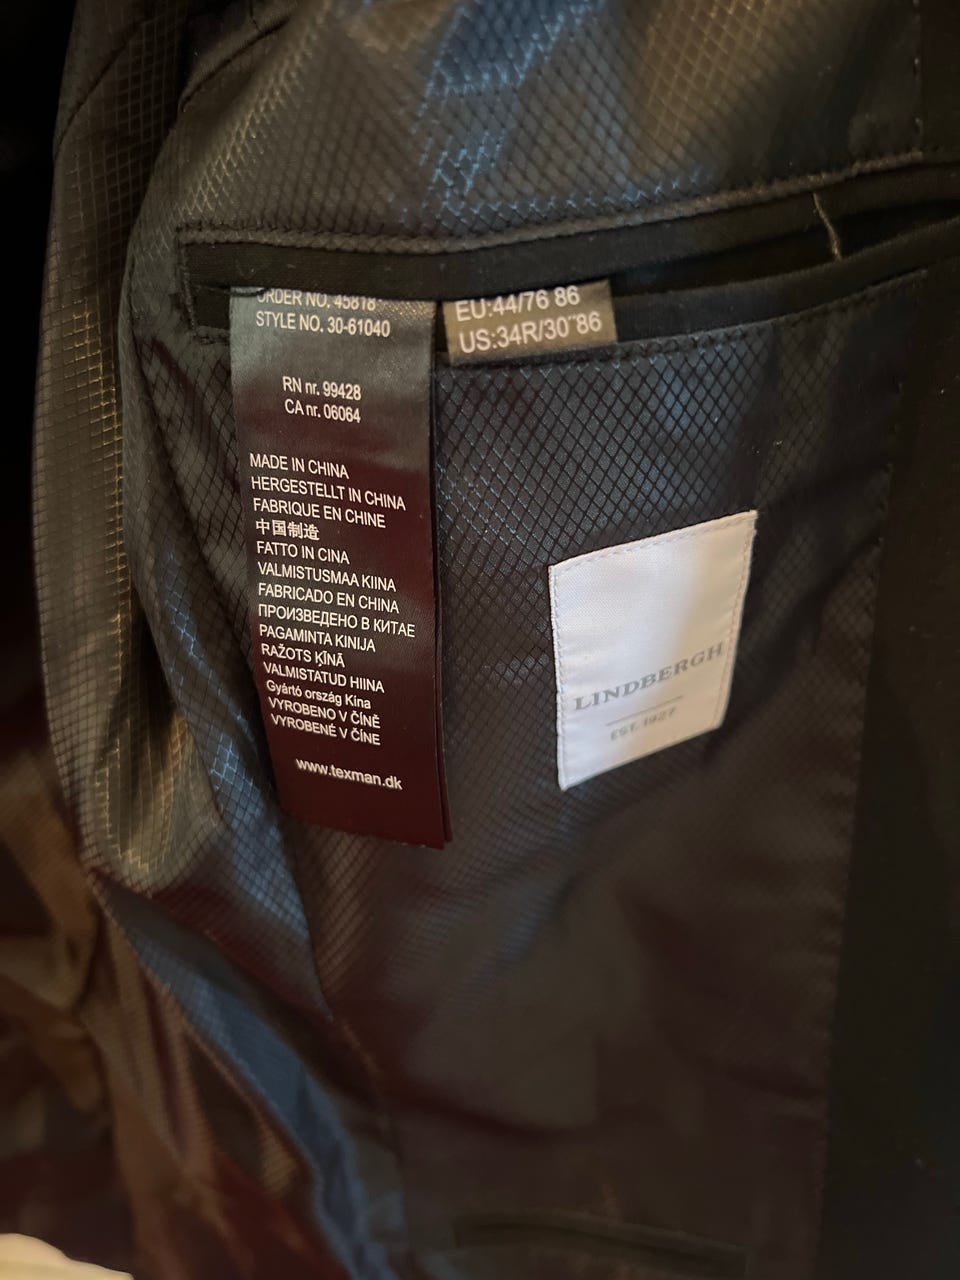 ORDER NO. 45818
STYLE NO. 30-61040
RN nr. 99428
CA nr. 06064
MADE IN CHINA
HERGESTELLT IN CHINA
FABRIQUE EN CHINE
中国制造
FATTO IN CINA
VALMISTUSMAA KIINA
FABRICADO EN CHINA
ПРОИЗВЕДЕНО В КИТАЕ
PAGAMINTA KINIJA
RAŽOTS ĶĪNĀ
VALMISTATUD HIINA
Gyártó ország Kina
VYROBENO V ČÍNĚ
VYROBENÉ V ČÍNE
www.texman.dk
EU:44/76 86
US:34R/30"86
LINDBERGH
EST. 1927